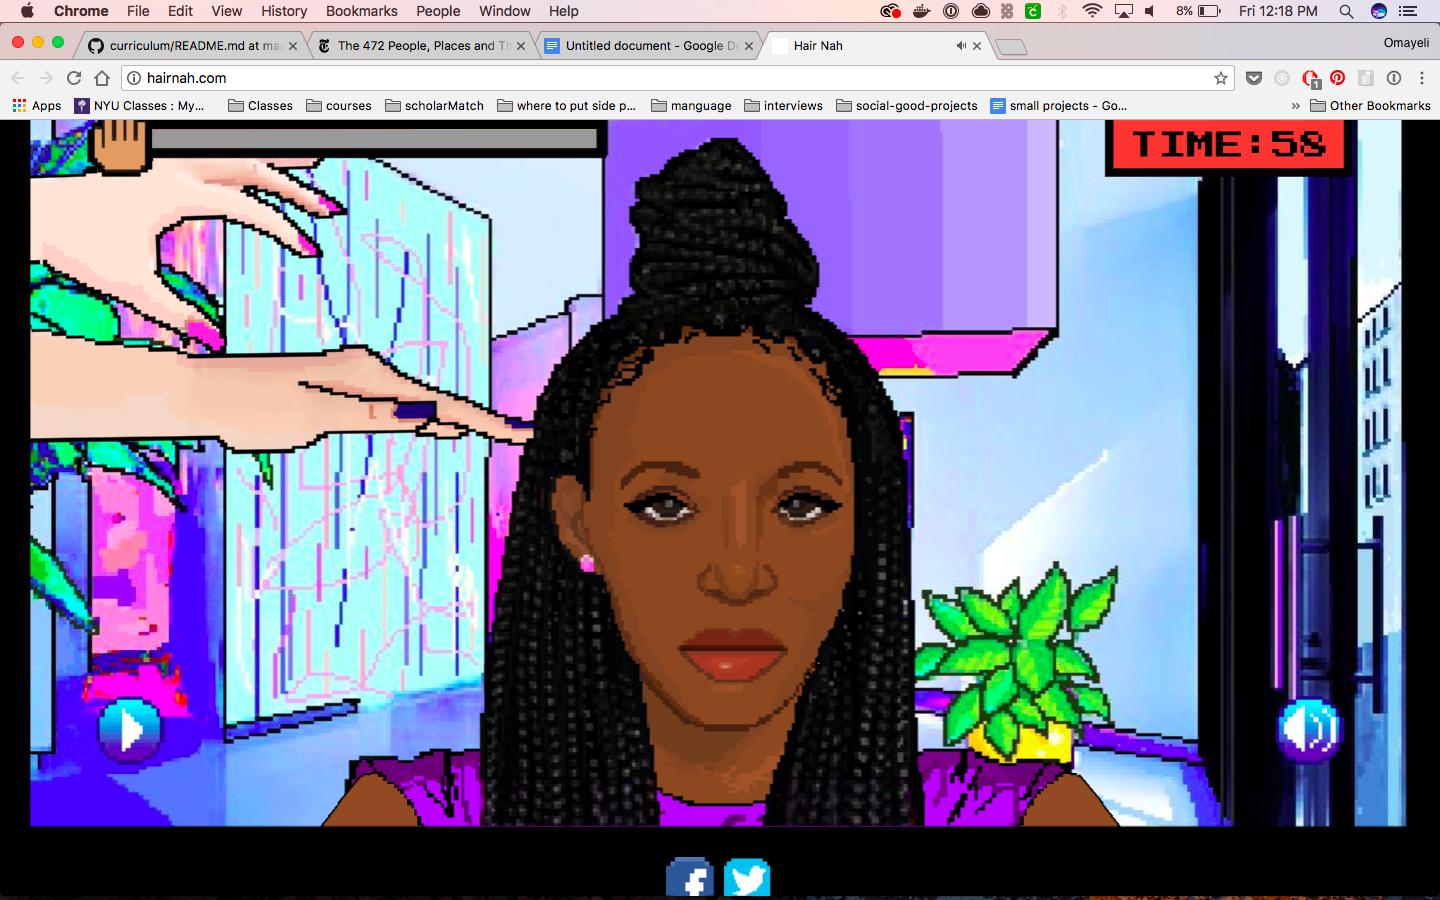 Chrome File Edit View History Bookmarks People Window Help 8% Fri 12:18 PM
curriculum/README.md at ma The 472 People, Places and Th Untitled document - Google Do Hair Nah Omayeli
hairnah.com 1
Apps NYU Classes : My... Classes courses scholarMatch where to put side p... manguage interviews social-good-projects small projects - Go... » Other Bookmarks
TIME:58